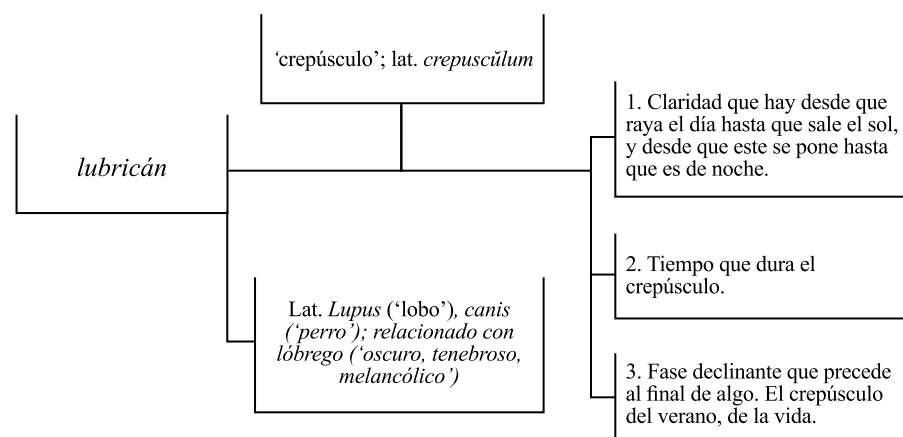 ‘crepúsculo’; lat. crepuscŭlum
lubricán
Lat. Lupus (‘lobo’), canis
(‘perro’); relacionado con
lóbrego (‘oscuro, tenebroso,
melancólico’)
1. Claridad que hay desde que
raya el día hasta que sale el sol,
y desde que este se pone hasta
que es de noche.
2. Tiempo que dura el
crepúsculo.
3. Fase declinante que precede
al final de algo. El crepúsculo
del verano, de la vida.